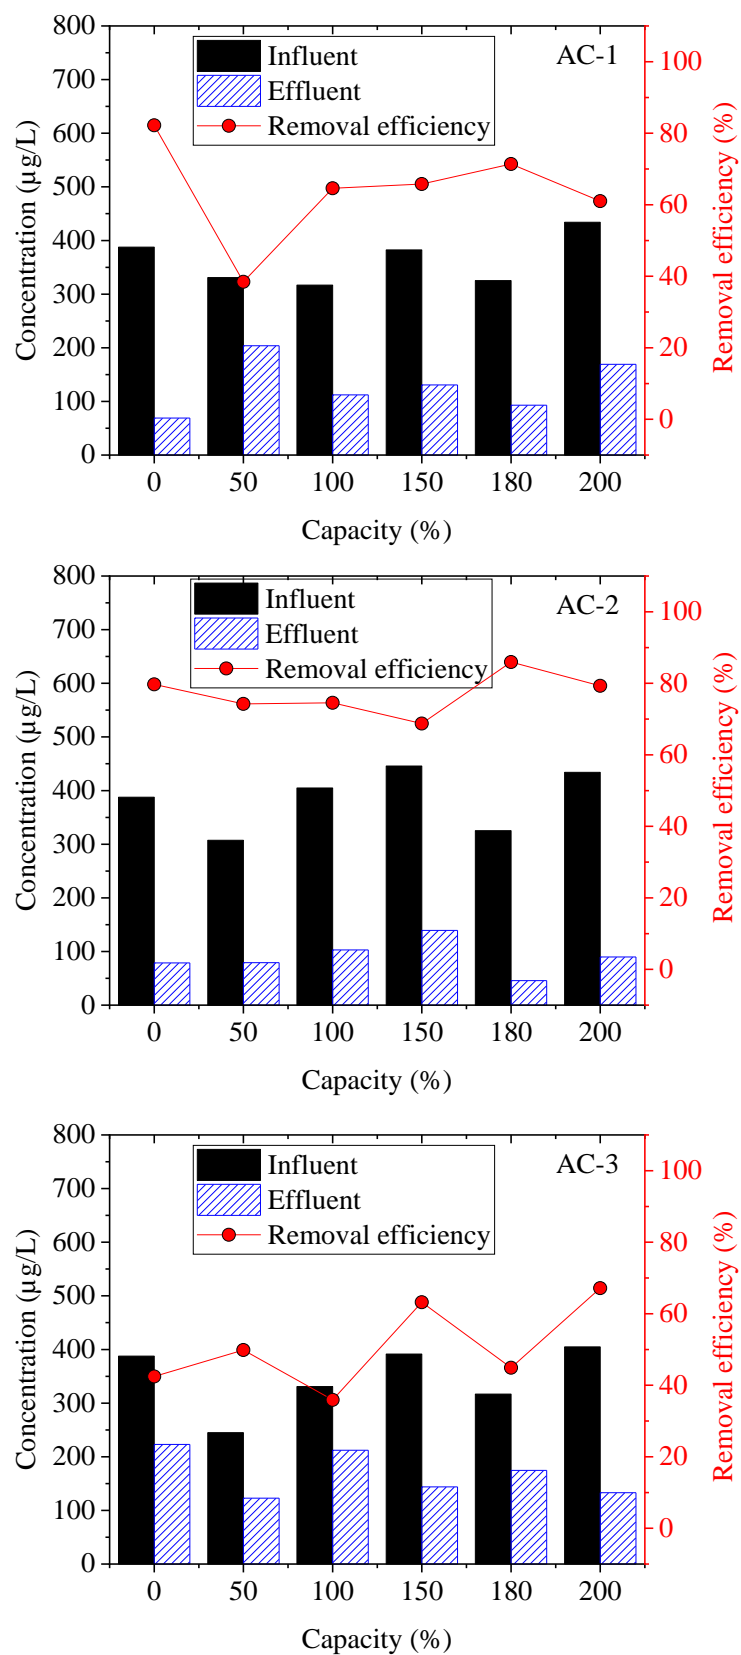 800
700
600
500
400
300
200
100
0
Concentration (µg/L)
Influent
Effluent
Removal efficiency
AC-1
100
80
60
40
20
0
Removal efficiency (%)
0 50 100 150 180 200
Capacity (%)
800
700
600
500
400
300
200
100
0
Concentration (µg/L)
Influent
Effluent
Removal efficiency
AC-2
100
80
60
40
20
0
Removal efficiency (%)
0 50 100 150 180 200
Capacity (%)
800
700
600
500
400
300
200
100
0
Concentration (µg/L)
Influent
Effluent
Removal efficiency
AC-3
100
80
60
40
20
0
Removal efficiency (%)
0 50 100 150 180 200
Capacity (%)